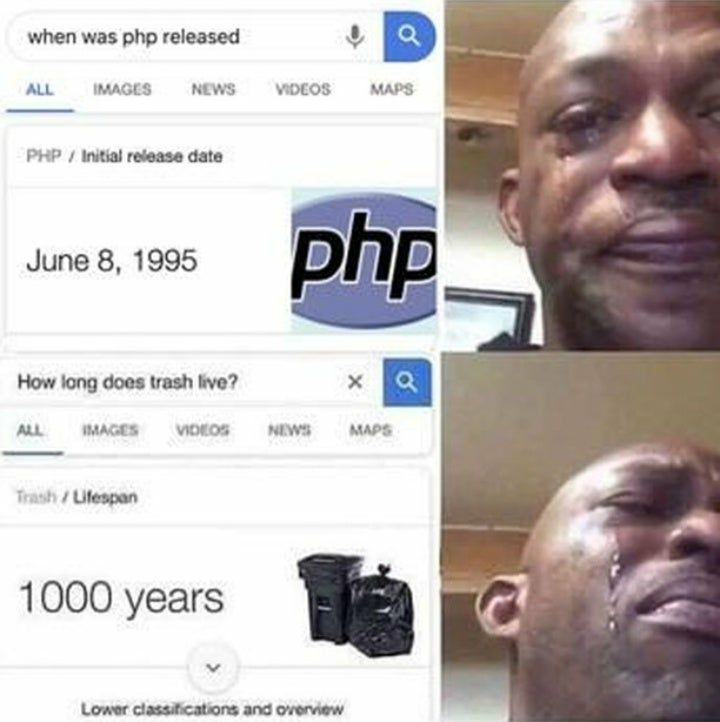 when was php released
ALL IMAGES NEWS VIDEOS MAPS
PHP / Initial release date
June 8, 1995
php
How long does trash live?
ALL IMAGES VIDEOS NEWS MAPS
Trash / Lifespan
1000 years
Lower classifications and overview